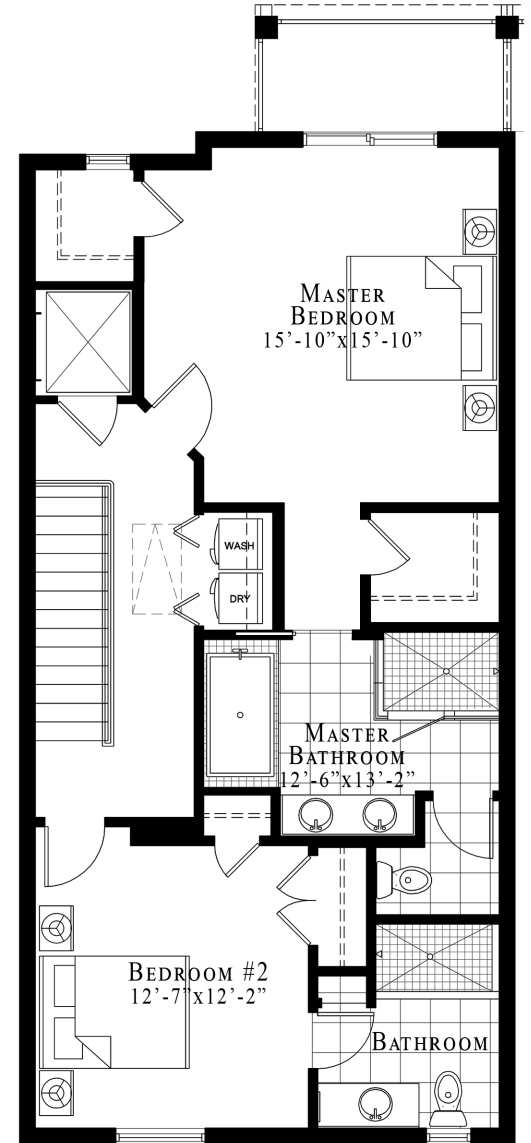 MASTER
BEDROOM
15'-10"x15'-10"
WASH
DRY
MASTER
BATHROOM
12'-6"x13'-2"
BEDROOM #2
12'-7"x12'-2"
BATHROOM